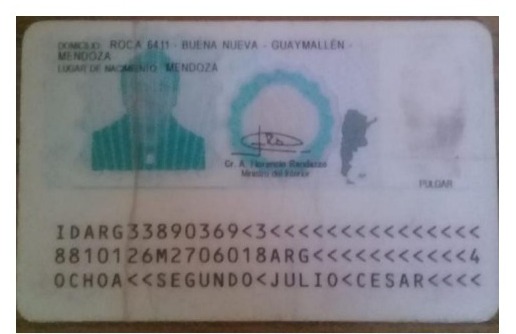 DOMICILIO: ROCA 6411 - BUENA NUEVA - GUAYMALLÉN -
MENDOZA
LUGAR DE NACIMIENTO: MENDOZA
Cr. A. Florencio Randazzo
Ministro del Interior
PULGAR
IDARG33890369<3<<<<<<<<<<<<<<<
8810126M2706018ARG<<<<<<<<<<<4
OCHOA<<SEGUNDO<JULIO<CESAR<<<<